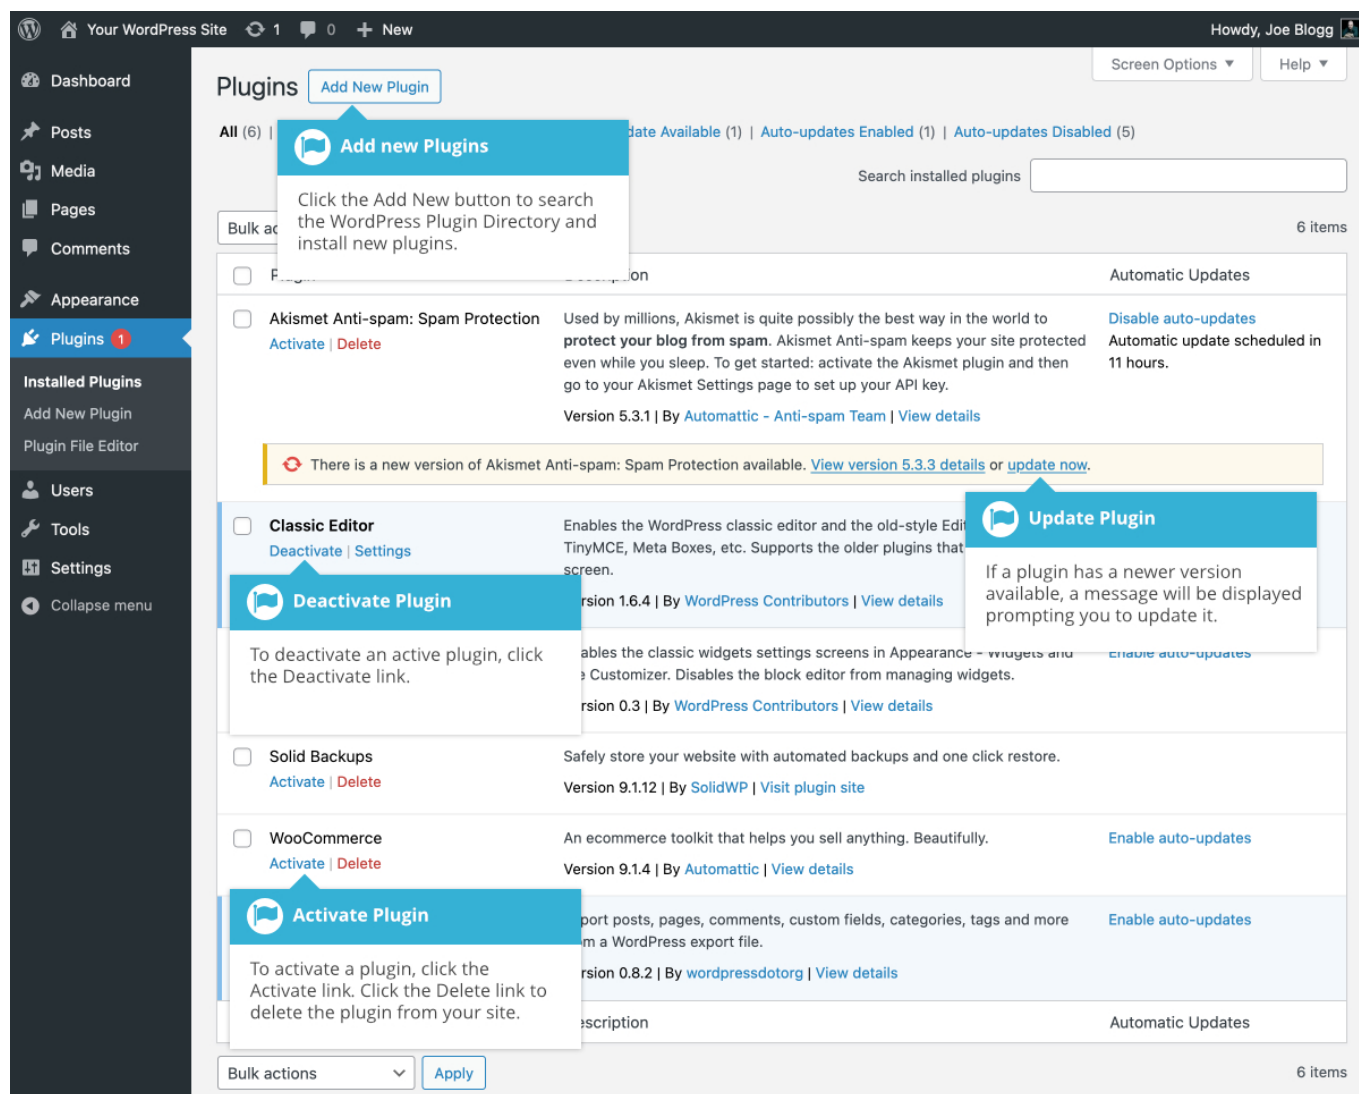 Your WordPress Site 1 0 New Howdy, Joe Blogg
Screen Options Help
Dashboard
Posts
Media
Pages
Comments
Appearance
Plugins 1
Installed Plugins
Add New Plugin
Plugin File Editor
Users
Tools
Settings
Collapse menu
Plugins Add New Plugin
All (6) | date Available (1) | Auto-updates Enabled (1) | Auto-updates Disabled (5)
Add new Plugins
Click the Add New button to search
the WordPress Plugin Directory and
install new plugins.
Search installed plugins
Bulk ac 6 items
Automatic Updates
Akismet Anti-spam: Spam Protection
Activate | Delete
Used by millions, Akismet is quite possibly the best way in the world to
protect your blog from spam. Akismet Anti-spam keeps your site protected
even while you sleep. To get started: activate the Akismet plugin and then
go to your Akismet Settings page to set up your API key.
Version 5.3.1 | By Automattic - Anti-spam Team | View details
Disable auto-updates
Automatic update scheduled in
11 hours.
There is a new version of Akismet Anti-spam: Spam Protection available. View version 5.3.3 details or update now.
Update Plugin
If a plugin has a newer version
available, a message will be displayed
prompting you to update it.
Classic Editor
Deactivate | Settings
Enables the WordPress classic editor and the old-style Edi
TinyMCE, Meta Boxes, etc. Supports the older plugins that
screen.
rsion 1.6.4 | By WordPress Contributors | View details
Deactivate Plugin
To deactivate an active plugin, click
the Deactivate link.
ables the classic widgets settings screens in Appearance - Widgets and
e Customizer. Disables the block editor from managing widgets.
rsion 0.3 | By WordPress Contributors | View details
Enable auto-updates
Solid Backups
Activate | Delete
Safely store your website with automated backups and one click restore.
Version 9.1.12 | By SolidWP | Visit plugin site
WooCommerce
Activate | Delete
An ecommerce toolkit that helps you sell anything. Beautifully.
Version 9.1.4 | By Automattic | View details
Enable auto-updates
Activate Plugin
To activate a plugin, click the
Activate link. Click the Delete link to
delete the plugin from your site.
port posts, pages, comments, custom fields, categories, tags and more
m a WordPress export file.
rsion 0.8.2 | By wordpressdotorg | View details
Enable auto-updates
escription Automatic Updates
Bulk actions Apply 6 items